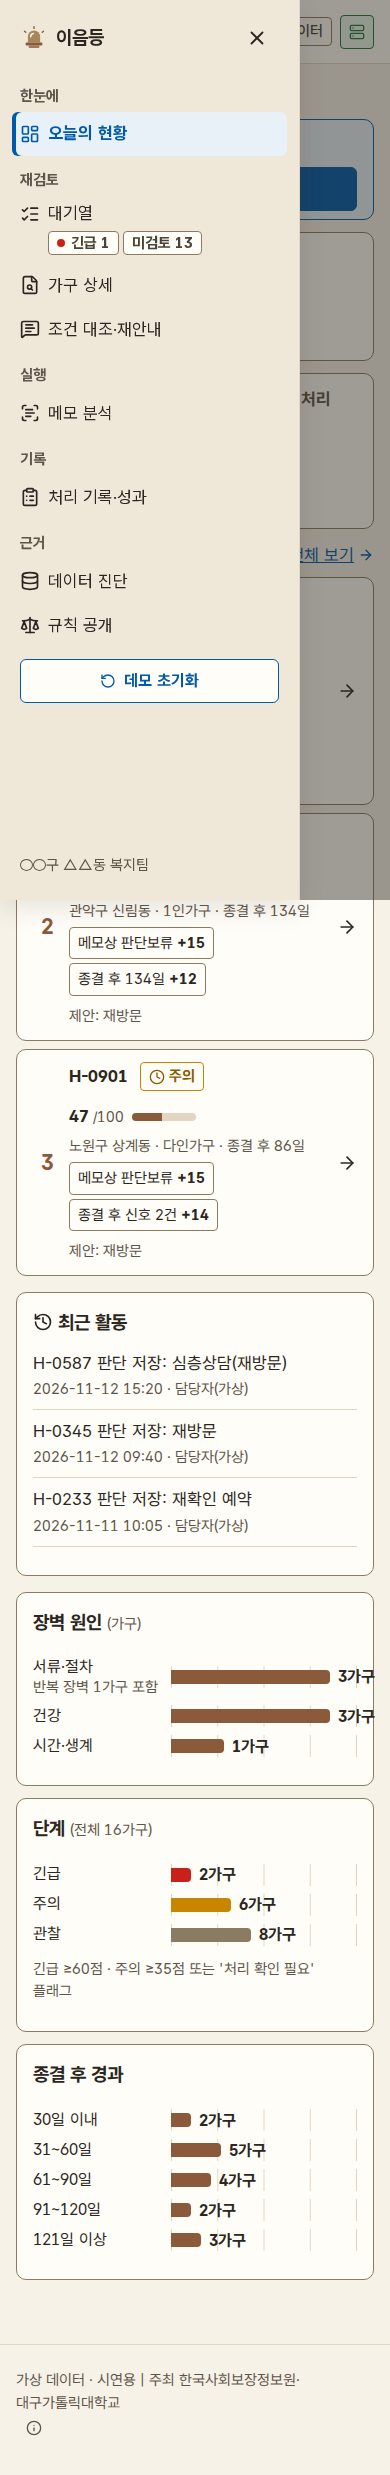 이음등
이터
한눈에
오늘의 현황
재검토
대기열
긴급 1 미검토 13
가구 상세
조건 대조·재안내
실행
처리
메모 분석
기록
처리 기록·성과
근거
전체 보기
데이터 진단
규칙 공개
데모 초기화
○○구 △△동 복지팀
2
관악구 신림동 · 1인가구 · 종결 후 134일
메모상 판단보류 +15
종결 후 134일 +12
제안: 재방문
3
H-0901 주의
47 /100
노원구 상계동 · 다인가구 · 종결 후 86일
메모상 판단보류 +15
종결 후 신호 2건 +14
제안: 재방문
최근 활동
H-0587 판단 저장: 심층상담(재방문)
2026-11-12 15:20 · 담당자(가상)
H-0345 판단 저장: 재방문
2026-11-12 09:40 · 담당자(가상)
H-0233 판단 저장: 재확인 예약
2026-11-11 10:05 · 담당자(가상)
장벽 원인 (가구)
서류·절차
반복 장벽 1가구 포함
3가구
건강 3가구
시간·생계 1가구
단계 (전체 16가구)
긴급 2가구
주의 6가구
관찰 8가구
긴급 ≥60점 · 주의 ≥35점 또는 '처리 확인 필요'
플래그
종결 후 경과
30일 이내 2가구
31~60일 5가구
61~90일 4가구
91~120일 2가구
121일 이상 3가구
가상 데이터 · 시연용 | 주최 한국사회보장정보원·
대구가톨릭대학교